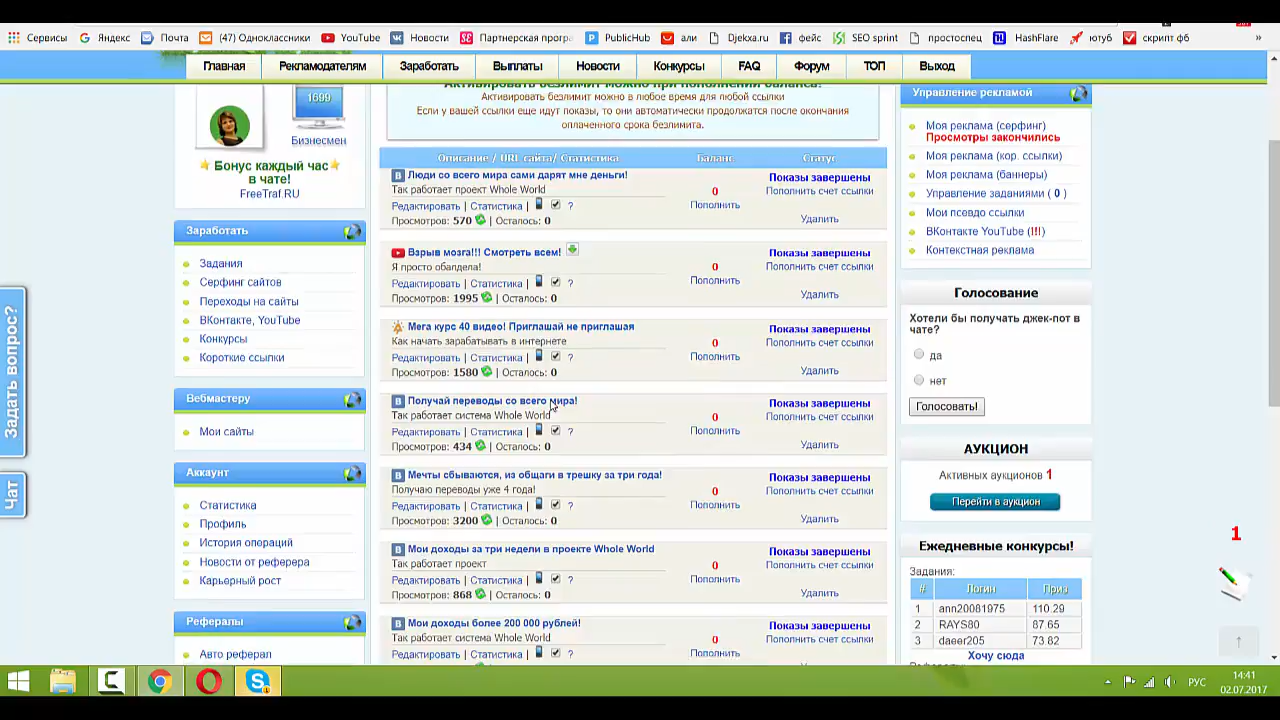 Сервисы Яндекс Почта (47) Одноклассники YouTube Новости Партнерская прогр PublicHub али Djekxa.ru фейс SEO sprint простоспец HashFlare ютуб скрипт фб »
Главная Рекламодателям Заработать Выплаты Новости Конкурсы FAQ Форум ТОП Выход
1699
Бизнесмен
Бонус каждый час
в чате!
FreeTraf.RU
Заработать
Задания
Серфинг сайтов
Переходы на сайты
ВКонтакте, YouTube
Конкурсы
Короткие ссылки
Вебмастеру
Мои сайты
Аккаунт
Статистика
Профиль
История операций
Новости от реферера
Карьерный рост
Рефералы
Авто реферал
Задать вопрос?
Чат
Активировать безлимит можно при пополнении баланса!
Активировать безлимит можно в любое время для любой ссылки
Если у вашей ссылки еще идут показы, то они автоматически продолжатся после окончания
оплаченного срока безлимита.
Описание / URL сайта/ Статистика Баланс Статус
Люди со всего мира сами дарят мне деньги!
Так работает проект Whole World
Редактировать | Статистика | ?
Просмотров: 570 | Осталось: 0
0
Пополнить
Показы завершены
Пополнить счет ссылки
Удалить
Взрыв мозга!!! Смотреть всем!
Я просто обалдела!
Редактировать | Статистика | ?
Просмотров: 1995 | Осталось: 0
0
Пополнить
Показы завершены
Пополнить счет ссылки
Удалить
Мега курс 40 видео! Приглашай не приглашая
Как начать зарабатывать в интернете
Редактировать | Статистика | ?
Просмотров: 1580 | Осталось: 0
0
Пополнить
Показы завершены
Пополнить счет ссылки
Удалить
Получай переводы со всего мира!
Так работает система Whole World
Редактировать | Статистика | ?
Просмотров: 434 | Осталось: 0
0
Пополнить
Показы завершены
Пополнить счет ссылки
Удалить
Мечты сбываются, из общаги в трешку за три года!
Получаю переводы уже 4 года!
Редактировать | Статистика | ?
Просмотров: 3200 | Осталось: 0
0
Пополнить
Показы завершены
Пополнить счет ссылки
Удалить
Мои доходы за три недели в проекте Whole World
Так работает проект
Редактировать | Статистика | ?
Просмотров: 868 | Осталось: 0
0
Пополнить
Показы завершены
Пополнить счет ссылки
Удалить
Мои доходы более 200 000 рублей!
Так работает система Whole World
Редактировать | Статистика | ?
0
Пополнить
Показы завершены
Пополнить счет ссылки
Удалить
Управление рекламой
Моя реклама (серфинг)
Просмотры закончились
Моя реклама (кор. ссылки)
Моя реклама (баннеры)
Управление заданиями ( 0 )
Мои псевдо ссылки
ВКонтакте YouTube (!!!)
Контекстная реклама
Голосование
Хотели бы получать джек-пот в
чате?
да
нет
Голосовать!
АУКЦИОН
Активных аукционов 1
Перейти в аукцион
Ежедневные конкурсы!
Задания:
# Логин Приз
1 ann20081975 110.29
2 RAYS80 87.65
3 daeer205 73.62
Хочу сюда
1
↑
РУС
14:41
02.07.2017